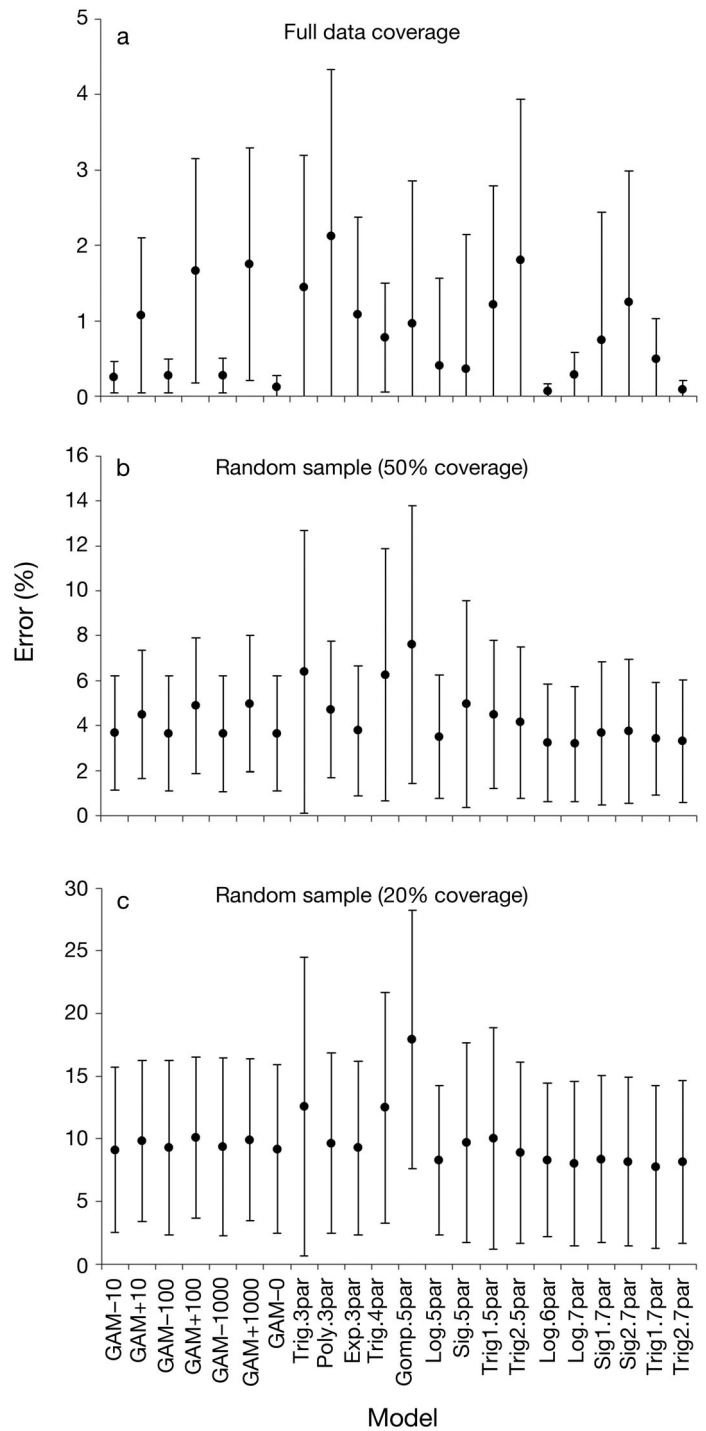 a
Full data coverage
5
4
3
2
1
0
b
Random sample (50% coverage)
16
14
12
10
8
6
4
2
0
Error (%)
c
Random sample (20% coverage)
30
25
20
15
10
5
0
GAM–10
GAM+10
GAM–100
GAM+100
GAM–1000
GAM+1000
GAM–0
Trig.3par
Poly.3par
Exp.3par
Trig.4par
Gomp.5par
Log.5par
Sig.5par
Trig1.5par
Trig2.5par
Log.6par
Log.7par
Sig1.7par
Sig2.7par
Trig1.7par
Trig2.7par
Model